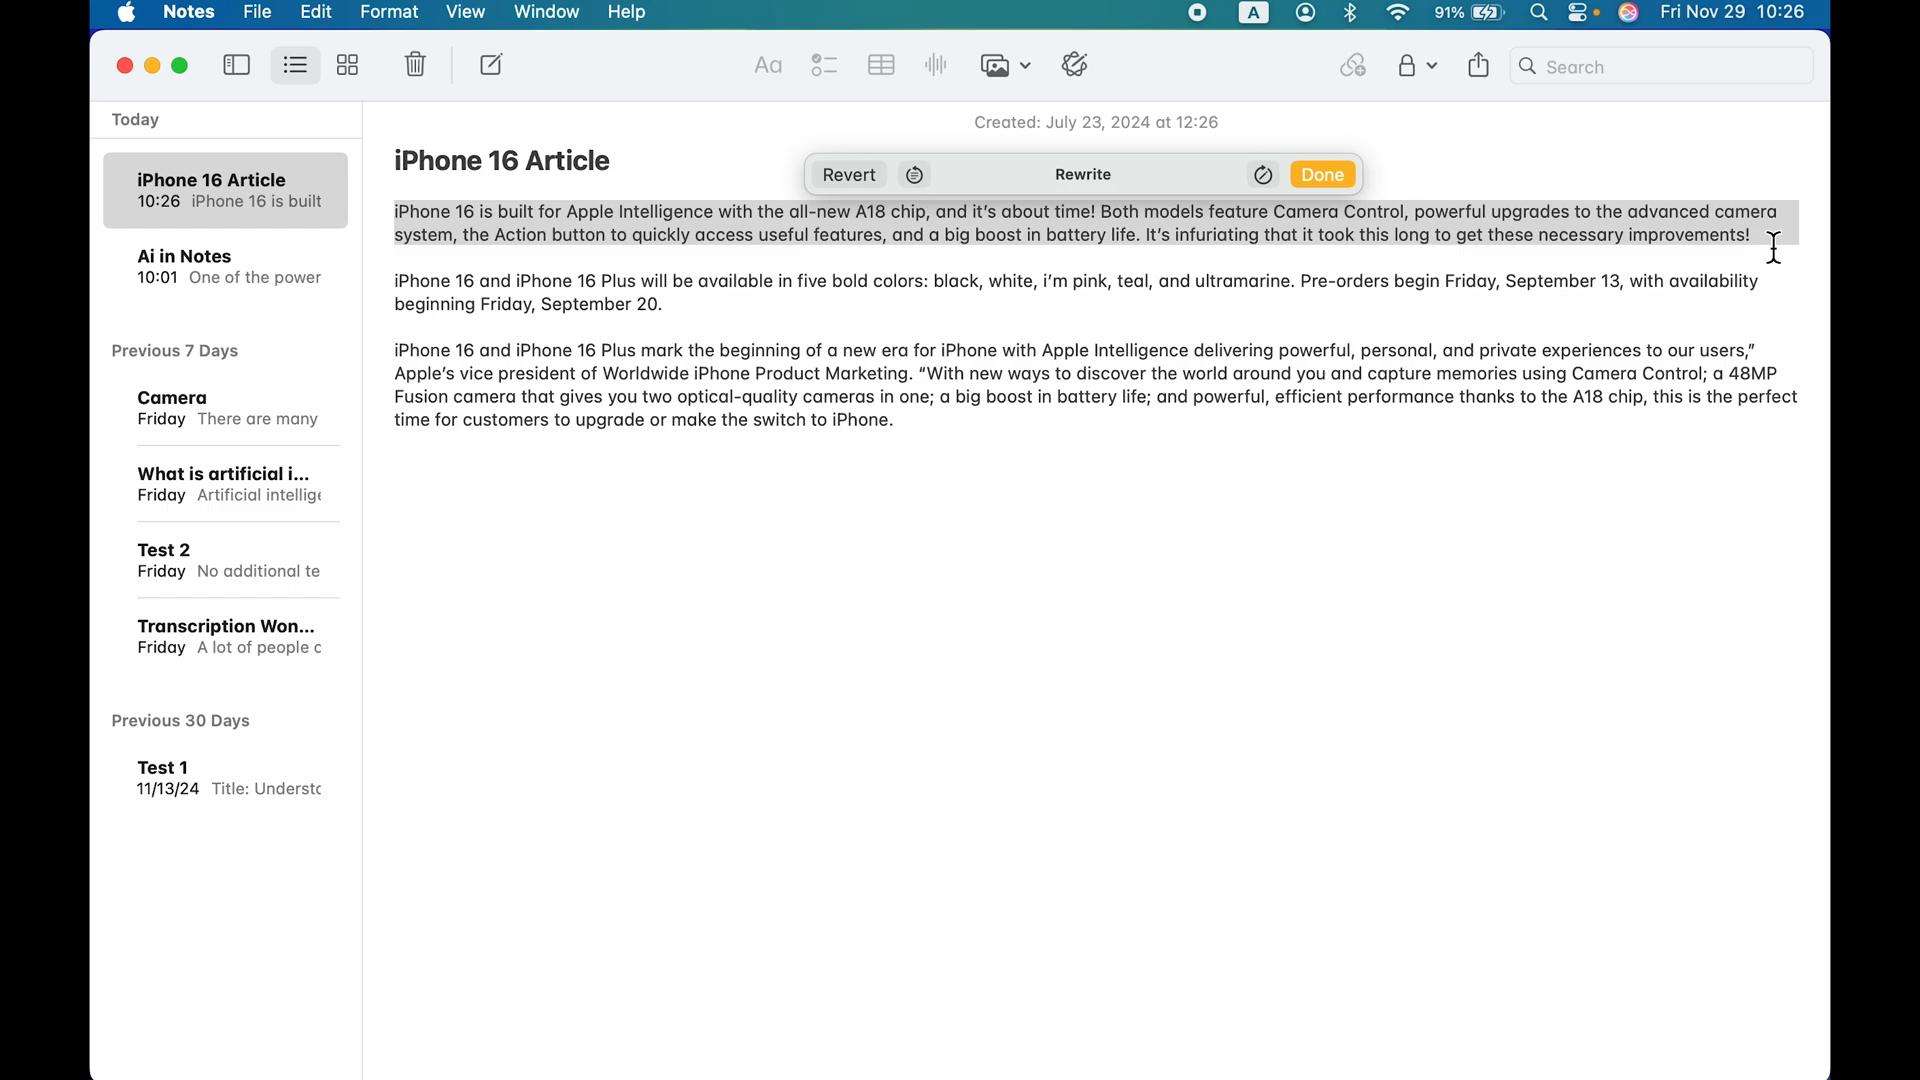 Notes File Edit Format View Window Help A 91% Fri Nov 29 10:26
Aa Search
Today
iPhone 16 Article
10:26 iPhone 16 is built
Ai in Notes
10:01 One of the power
Previous 7 Days
Camera
Friday There are many
What is artificial i...
Friday Artificial intellige
Test 2
Friday No additional te
Transcription Won...
Friday A lot of people c
Previous 30 Days
Test 1
11/13/24 Title: Understa
Created: July 23, 2024 at 12:26
iPhone 16 Article
Revert Rewrite Done
iPhone 16 is built for Apple Intelligence with the all-new A18 chip, and it's about time! Both models feature Camera Control, powerful upgrades to the advanced camera
system, the Action button to quickly access useful features, and a big boost in battery life. It's infuriating that it took this long to get these necessary improvements!
iPhone 16 and iPhone 16 Plus will be available in five bold colors: black, white, i'm pink, teal, and ultramarine. Pre-orders begin Friday, September 13, with availability
beginning Friday, September 20.
iPhone 16 and iPhone 16 Plus mark the beginning of a new era for iPhone with Apple Intelligence delivering powerful, personal, and private experiences to our users,”
Apple's vice president of Worldwide iPhone Product Marketing. “With new ways to discover the world around you and capture memories using Camera Control; a 48MP
Fusion camera that gives you two optical-quality cameras in one; a big boost in battery life; and powerful, efficient performance thanks to the A18 chip, this is the perfect
time for customers to upgrade or make the switch to iPhone.